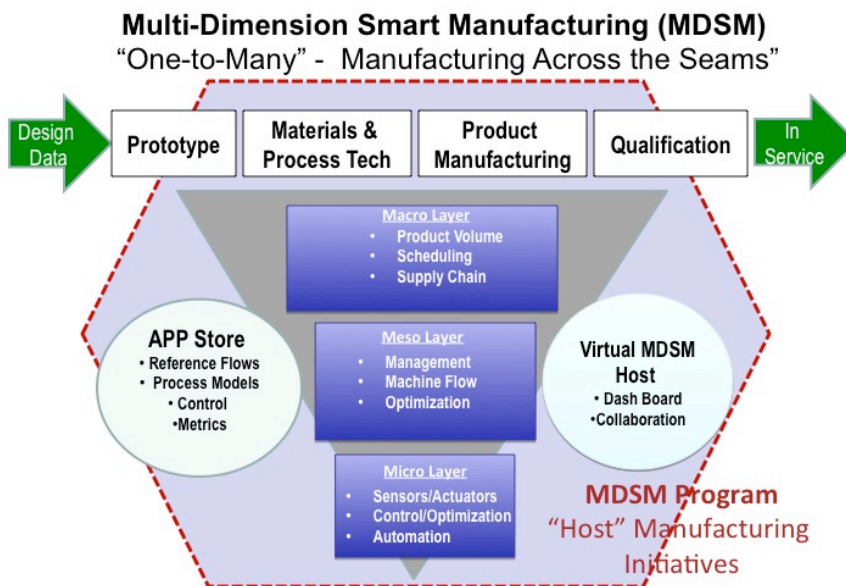 Multi-Dimension Smart Manufacturing (MDSM)
“One-to-Many” - Manufacturing Across the Seams”
Design
Data
Prototype
Materials &
Process Tech
Product
Manufacturing
Qualification
In
Service
Macro Layer
• Product Volume
• Scheduling
• Supply Chain
APP Store
• Reference Flows
• Process Models
• Control
•Metrics
Meso Layer
• Management
• Machine Flow
• Optimization
Virtual MDSM
Host
• Dash Board
•Collaboration
Micro Layer
• Sensors/Actuators
• Control/Optimization
• Automation
MDSM Program
“Host” Manufacturing
Initiatives